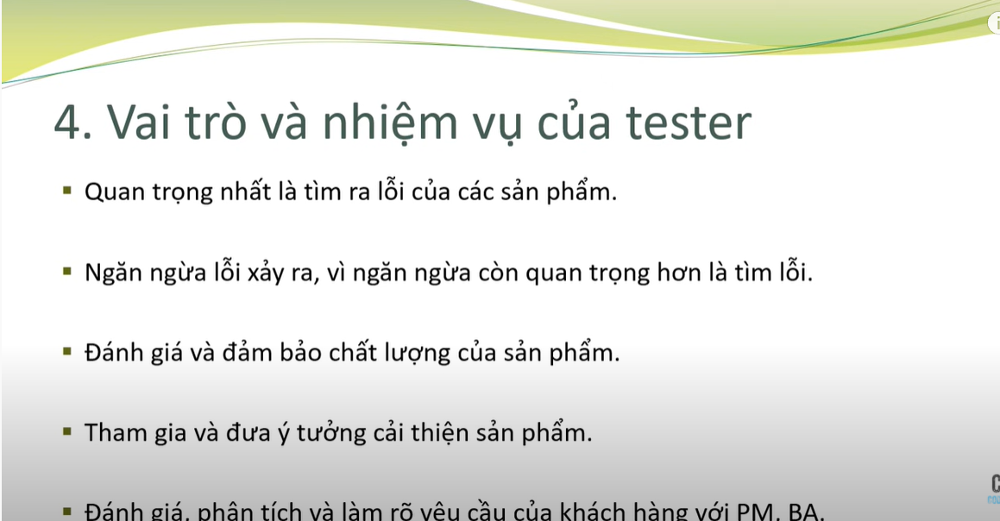 4. Vai trò và nhiệm vụ của tester
▪ Quan trọng nhất là tìm ra lỗi của các sản phẩm.
▪ Ngăn ngừa lỗi xảy ra, vì ngăn ngừa còn quan trọng hơn là tìm lỗi.
▪ Đánh giá và đảm bảo chất lượng của sản phẩm.
▪ Tham gia và đưa ý tưởng cải thiện sản phẩm.
▪ Đánh giá, phân tích và làm rõ yêu cầu của khách hàng với PM, BA.